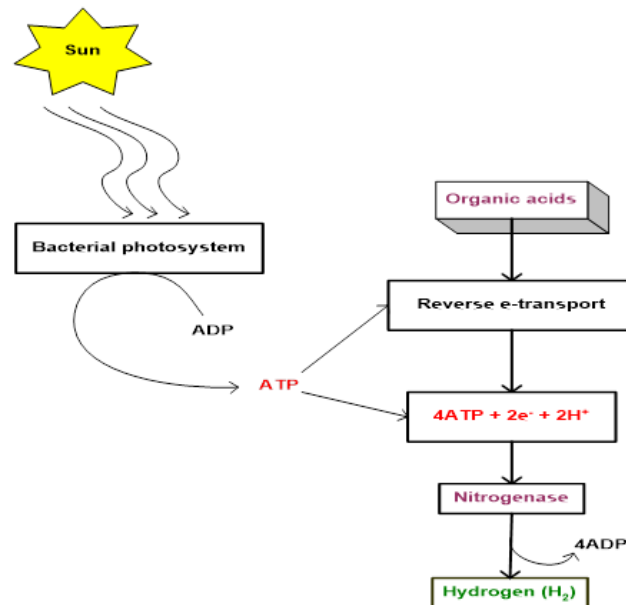 Sun
Organic acids
Bacterial photosystem
Reverse e-transport
ADP
ATP
4ATP + 2e⁻ + 2H⁺
Nitrogenase
4ADP
Hydrogen (H₂)